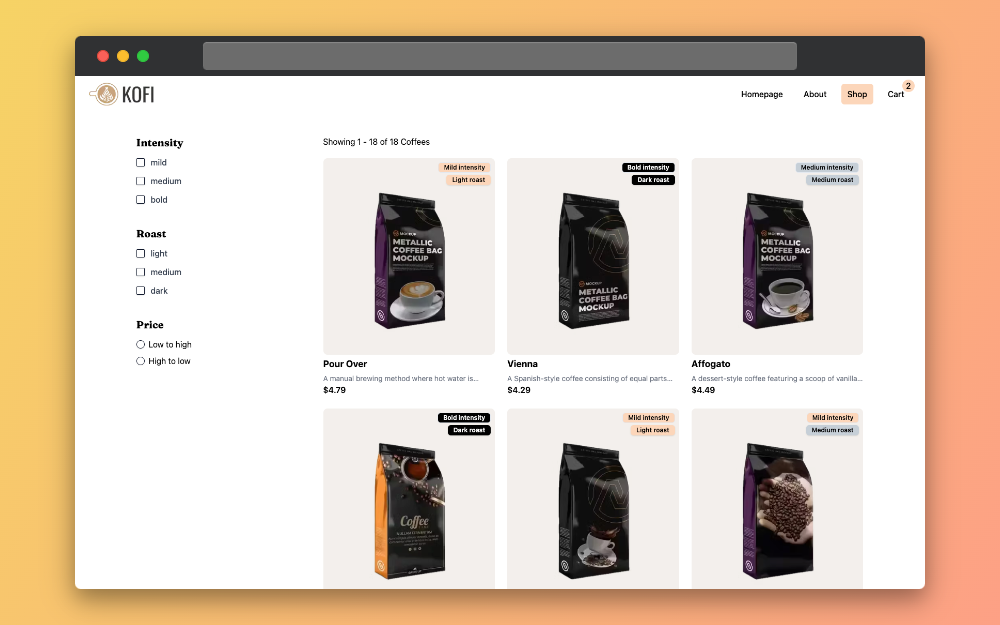 KOFI
Homepage
About
Shop
Cart
2
Intensity
mild
medium
bold
Roast
light
medium
dark
Price
Low to high
High to low
Showing 1 - 18 of 18 Coffees
Mild intensity
Light roast
MOCKUP
METALLIC
COFFEE BAG
MOCKUP
Pour Over
A manual brewing method where hot water is...
$4.79
Bold intensity
Dark roast
MOCKUP
METALLIC
COFFEE BAG
MOCKUP
Vienna
A Spanish-style coffee consisting of equal parts...
$4.29
Medium intensity
Medium roast
MOCKUP
METALLIC
COFFEE BAG
MOCKUP
Affogato
A dessert-style coffee featuring a scoop of vanilla...
$4.49
Bold intensity
Dark roast
Coffee
Mild intensity
Light roast
Mild intensity
Medium roast